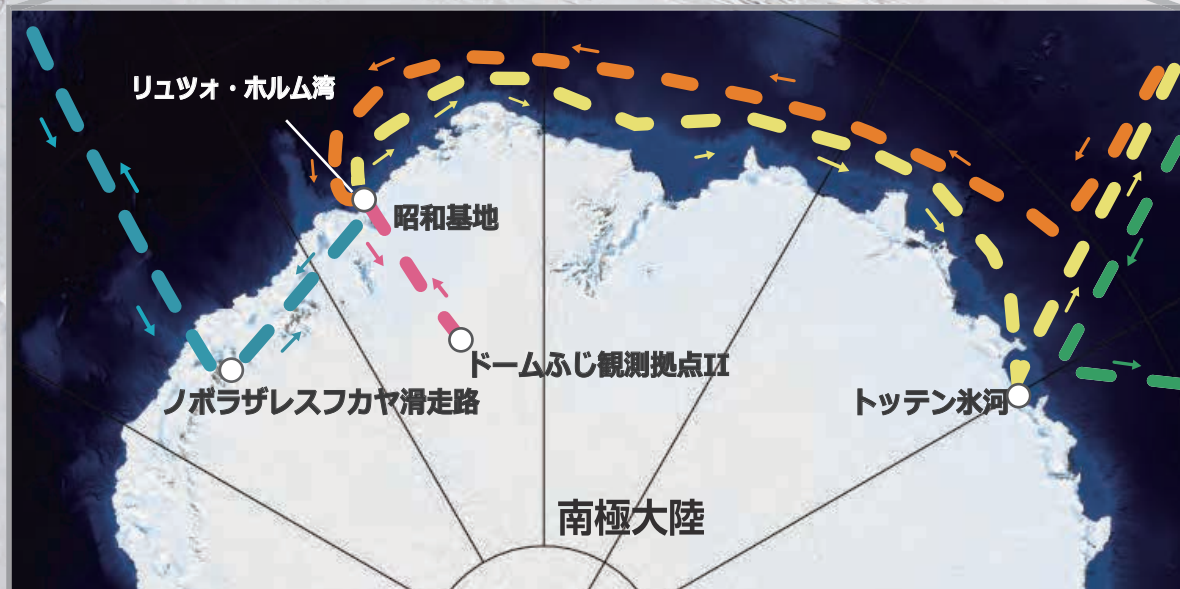 リュツォ・ホルム湾
昭和基地
ドームふじ観測拠点II
ノボラザレスフカヤ滑走路
トッテン氷河
南極大陸